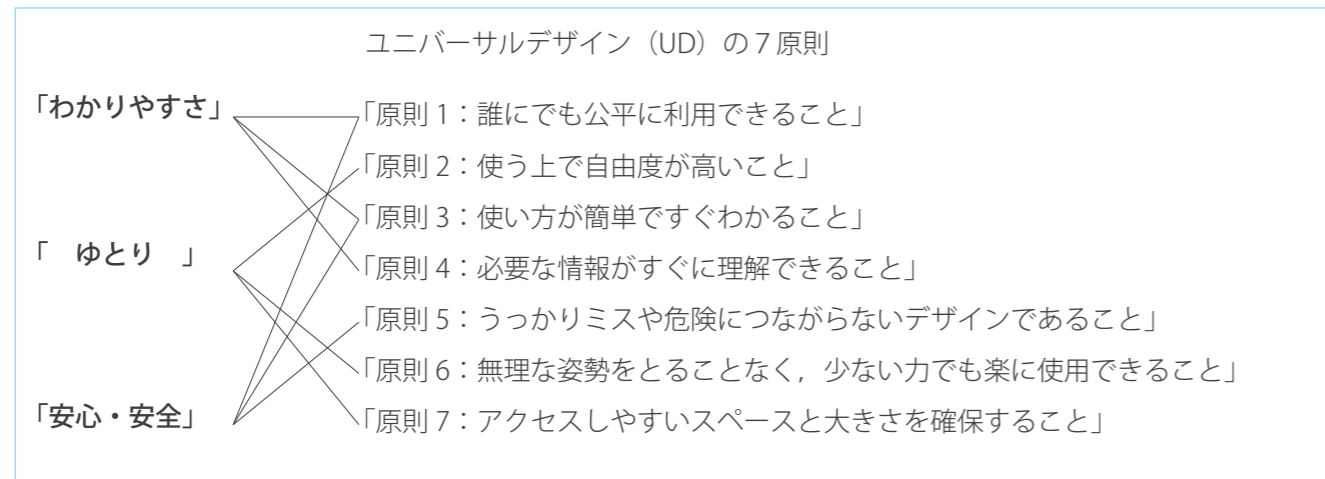 ユニバーサルデザイン（UD）の7原則
「わかりやすさ」
「　ゆとり　」
「安心・安全」
「原則1：誰にでも公平に利用できること」
「原則2：使う上で自由度が高いこと」
「原則3：使い方が簡単ですぐわかること」
「原則4：必要な情報がすぐに理解できること」
「原則5：うっかりミスや危険につながらないデザインであること」
「原則6：無理な姿勢をとることなく，少ない力でも楽に使用できること」
「原則7：アクセスしやすいスペースと大きさを確保すること」